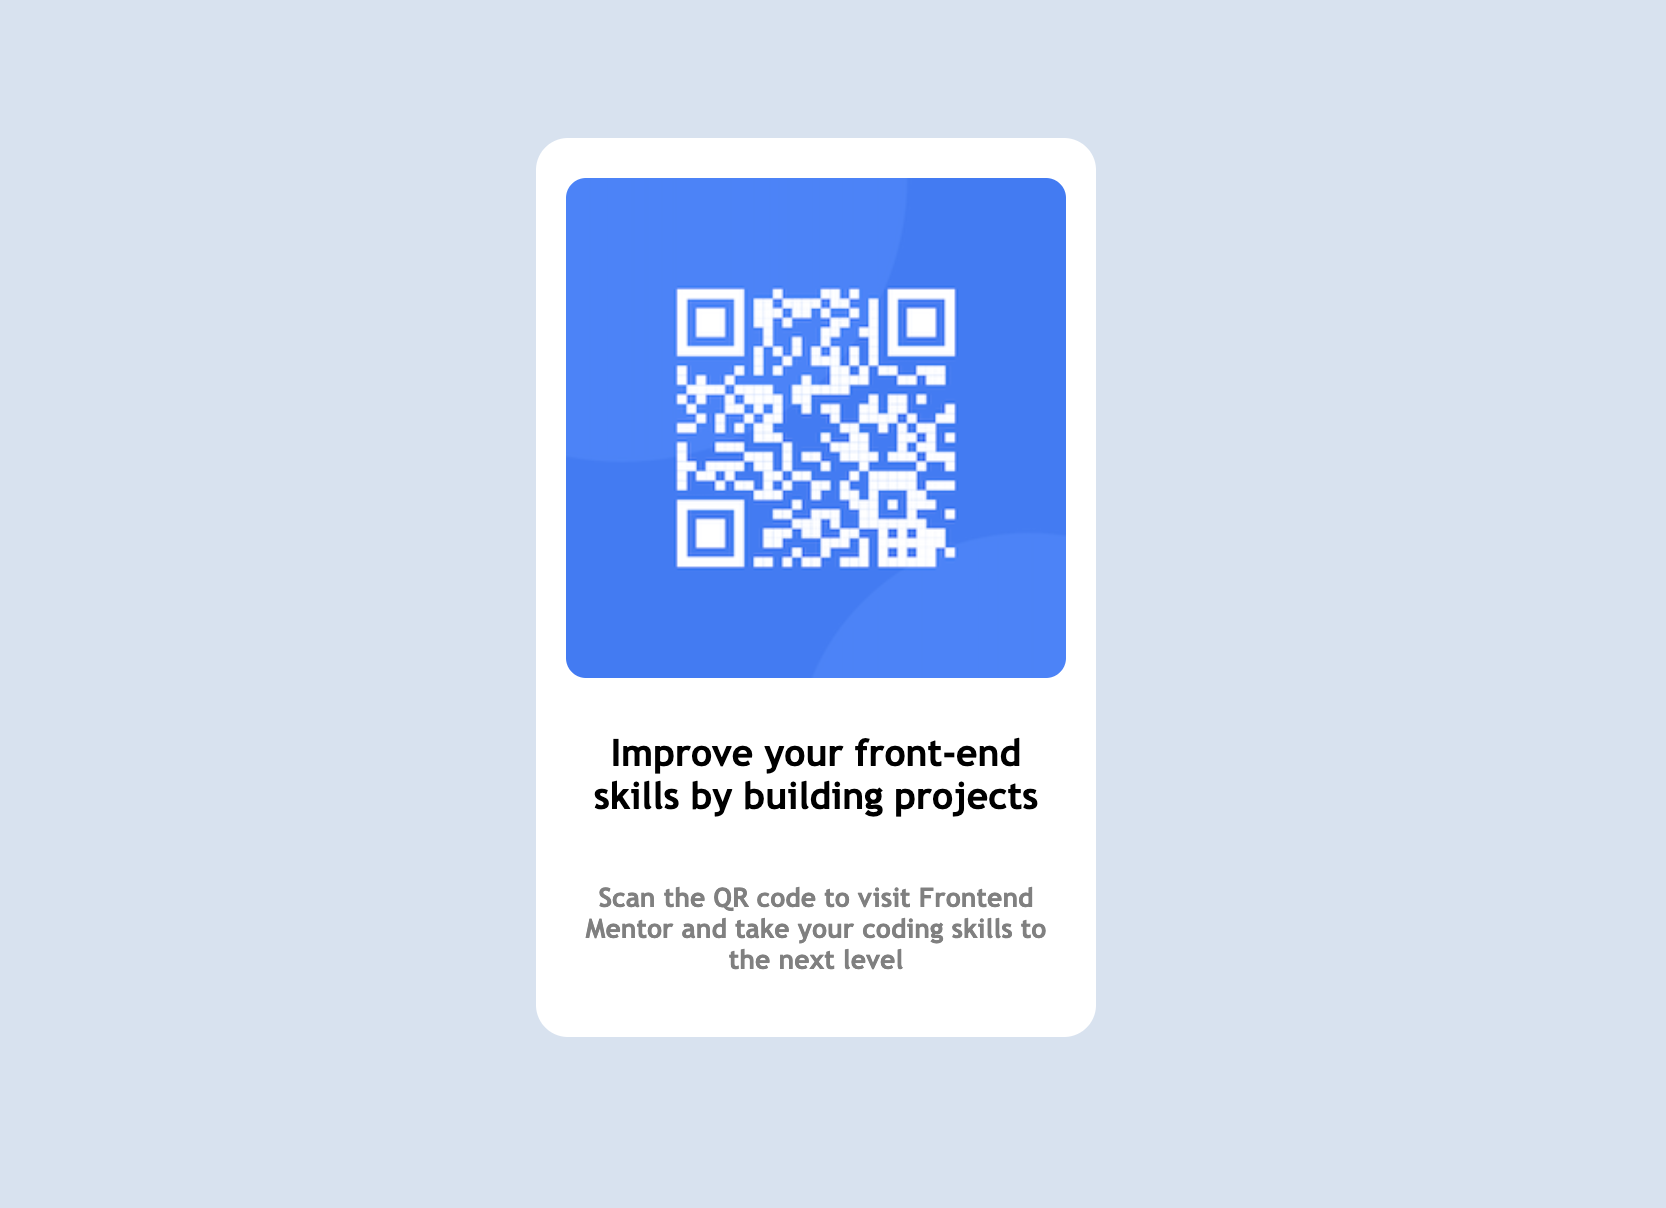 Improve your front-end
skills by building projects
Scan the QR code to visit Frontend
Mentor and take your coding skills to
the next level